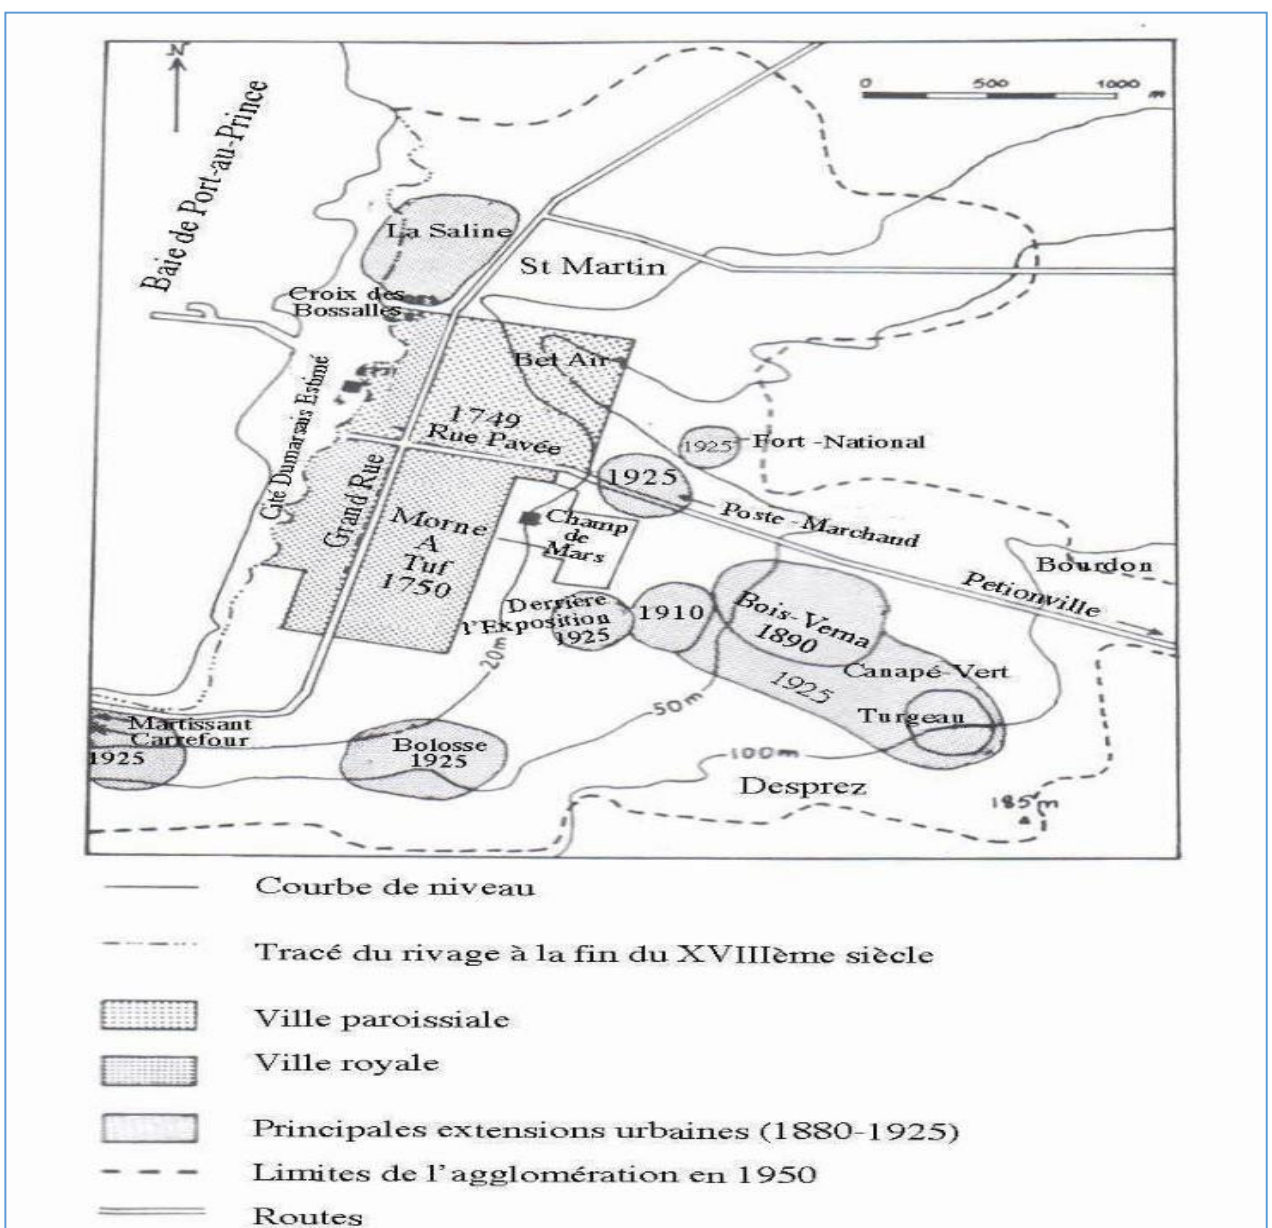 N
0 500 1000 m
Baie de Port-au-Prince
La Saline
St Martin
Croix des
Bossalles
Bel Air
Cité Dumarsais Estimé
1749
Rue Pavée
1925
Fort -National
1925
Grand Rue
Poste -Marchand
Morne
A
Tuf
1750
Champ
de
Mars
Bourdon
Petionville
Derrière
l'Exposition
1925
1910
Bois-Verna
1890
20m
Canapé-Vert
1925
50m
Turgeau
Martissant
Carrefour
1925
Bolosse
1925
100m
Desprez
185m
Courbe de niveau
Tracé du rivage à la fin du XVIIIème siècle
Ville paroissiale
Ville royale
Principales extensions urbaines (1880-1925)
Limites de l'agglomération en 1950
Routes